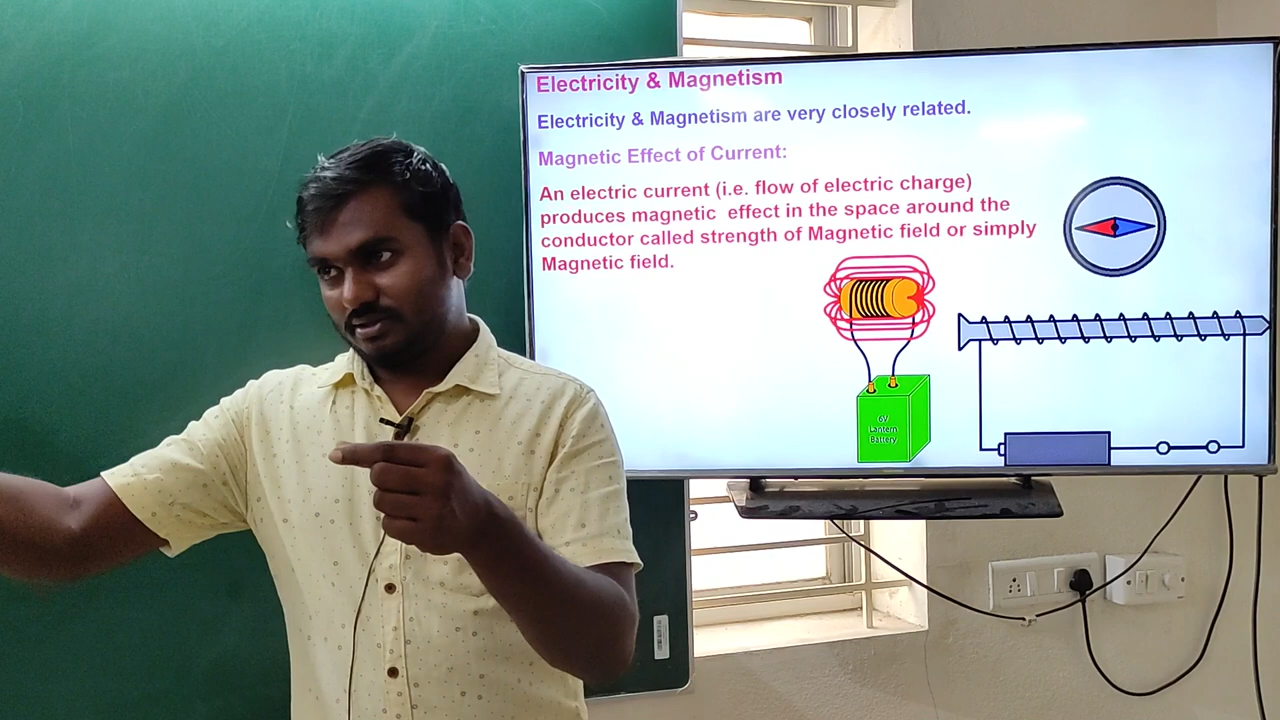 Electricity & Magnetism
Electricity & Magnetism are very closely related.
Magnetic Effect of Current:
An electric current (i.e. flow of electric charge)
produces magnetic effect in the space around the
conductor called strength of Magnetic field or simply
Magnetic field.
6V
Lantern
Battery